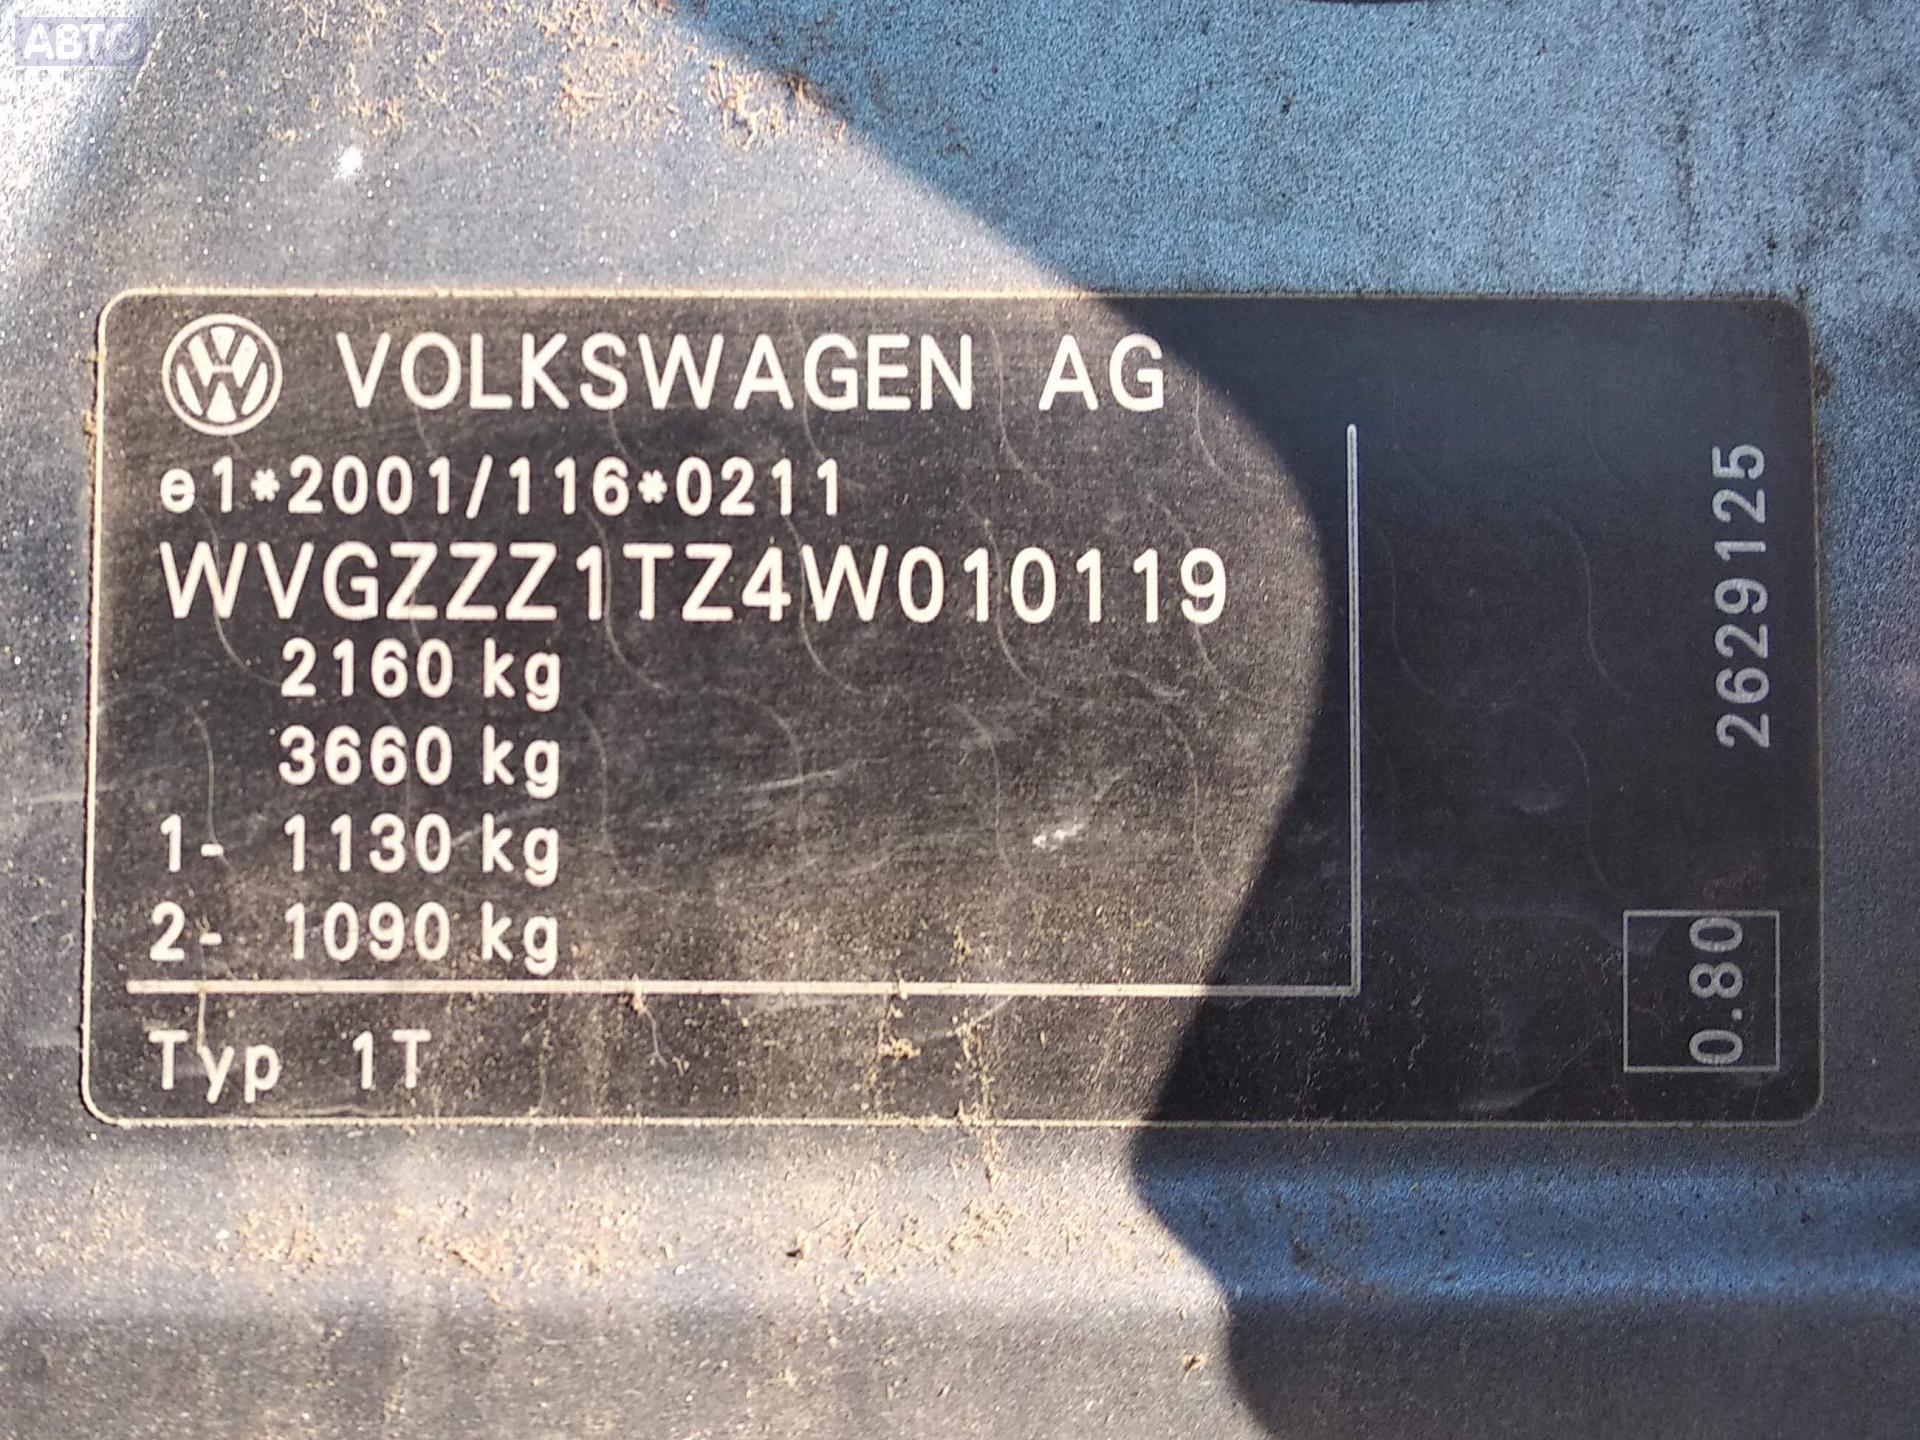 АВТО
VOLKSWAGEN AG
e1*2001/116*0211
WVGZZZ1TZ4W010119
2160 kg
3660 kg
1- 1130 kg
2- 1090 kg
Typ 1T
2629125
0.80